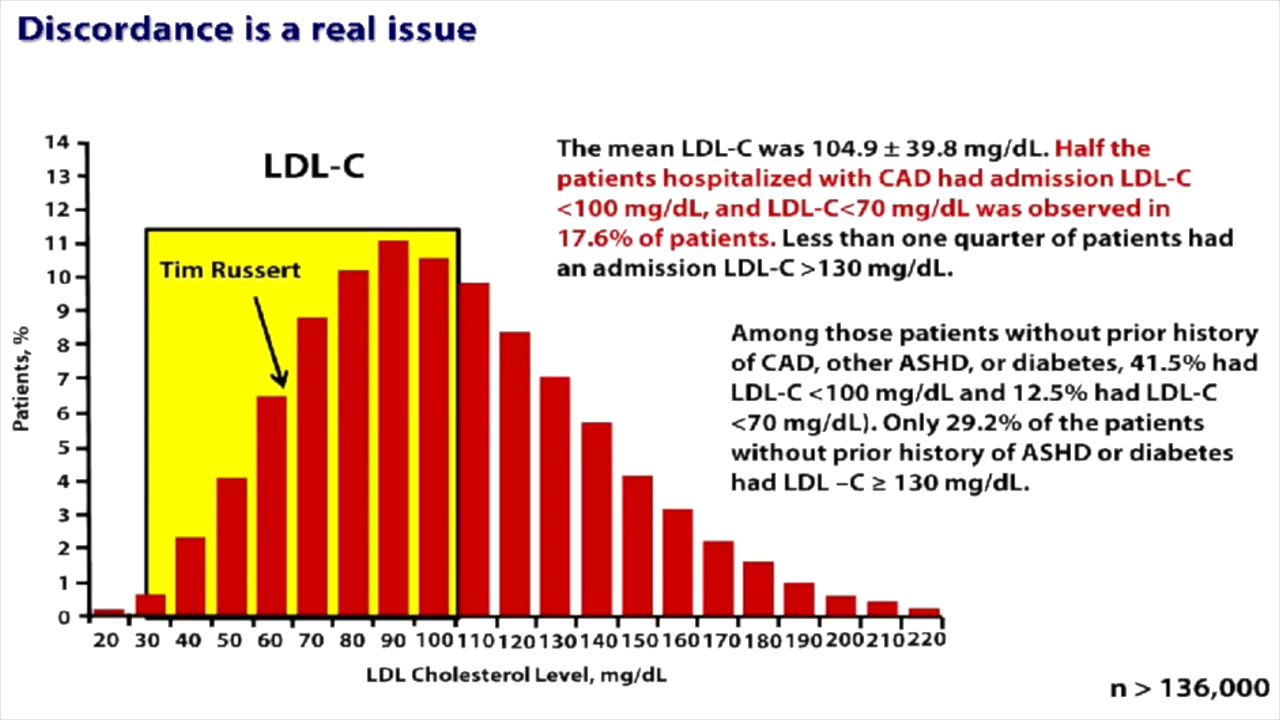 Discordance is a real issue
LDL-C
Tim Russert
The mean LDL-C was 104.9 ± 39.8 mg/dL. Half the
patients hospitalized with CAD had admission LDL-C
<100 mg/dL, and LDL-C<70 mg/dL was observed in
17.6% of patients. Less than one quarter of patients had
an admission LDL-C >130 mg/dL.
Among those patients without prior history
of CAD, other ASHD, or diabetes, 41.5% had
LDL-C <100 mg/dL and 12.5% had LDL-C
<70 mg/dL). Only 29.2% of the patients
without prior history of ASHD or diabetes
had LDL –C ≥ 130 mg/dL.
Patients, %
14
13
12
11
10
9
8
7
6
5
4
3
2
1
0
20 30 40 50 60 70 80 90 100 110 120 130 140 150 160 170 180 190 200 210 220
LDL Cholesterol Level, mg/dL
n > 136,000